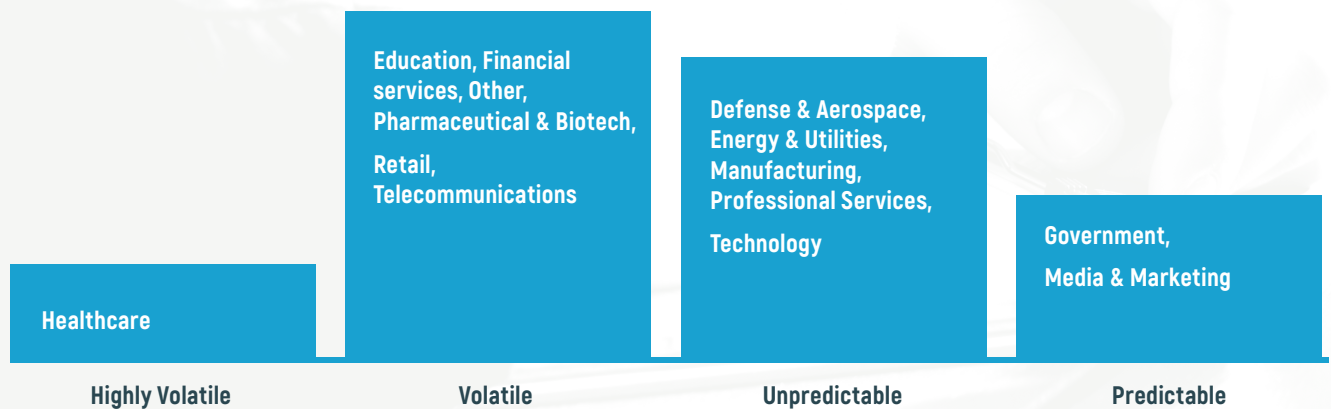 Education, Financial
services, Other,
Pharmaceutical & Biotech,
Retail,
Telecommunications
Defense & Aerospace,
Energy & Utilities,
Manufacturing,
Professional Services,
Technology
Government,
Media & Marketing
Healthcare
Highly Volatile
Volatile
Unpredictable
Predictable